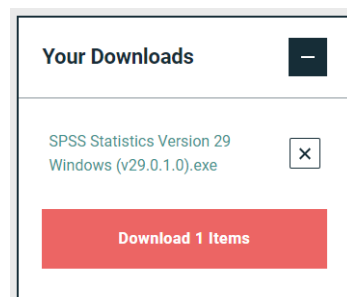 Your Downloads
SPSS Statistics Version 29
Windows (v29.0.1.0).exe
Download 1 Items